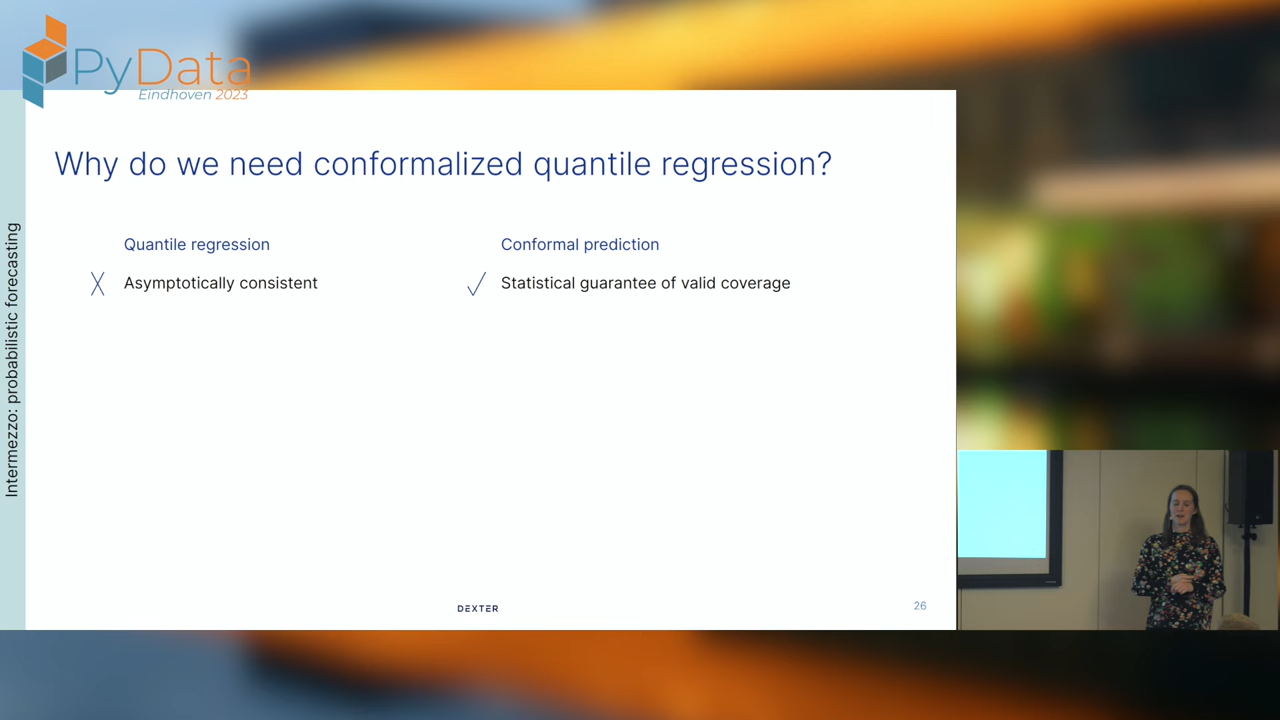 PyData
Eindhoven 2023
Intermezzo: probabilistic forecasting
Why do we need conformalized quantile regression?
Quantile regression
Asymptotically consistent
Conformal prediction
Statistical guarantee of valid coverage
DEXTER
26